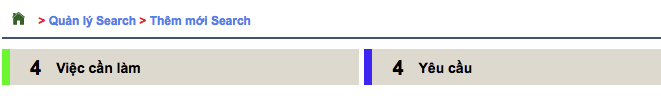 > Quản lý Search > Thêm mới Search
4 Việc cần làm
4 Yêu cầu